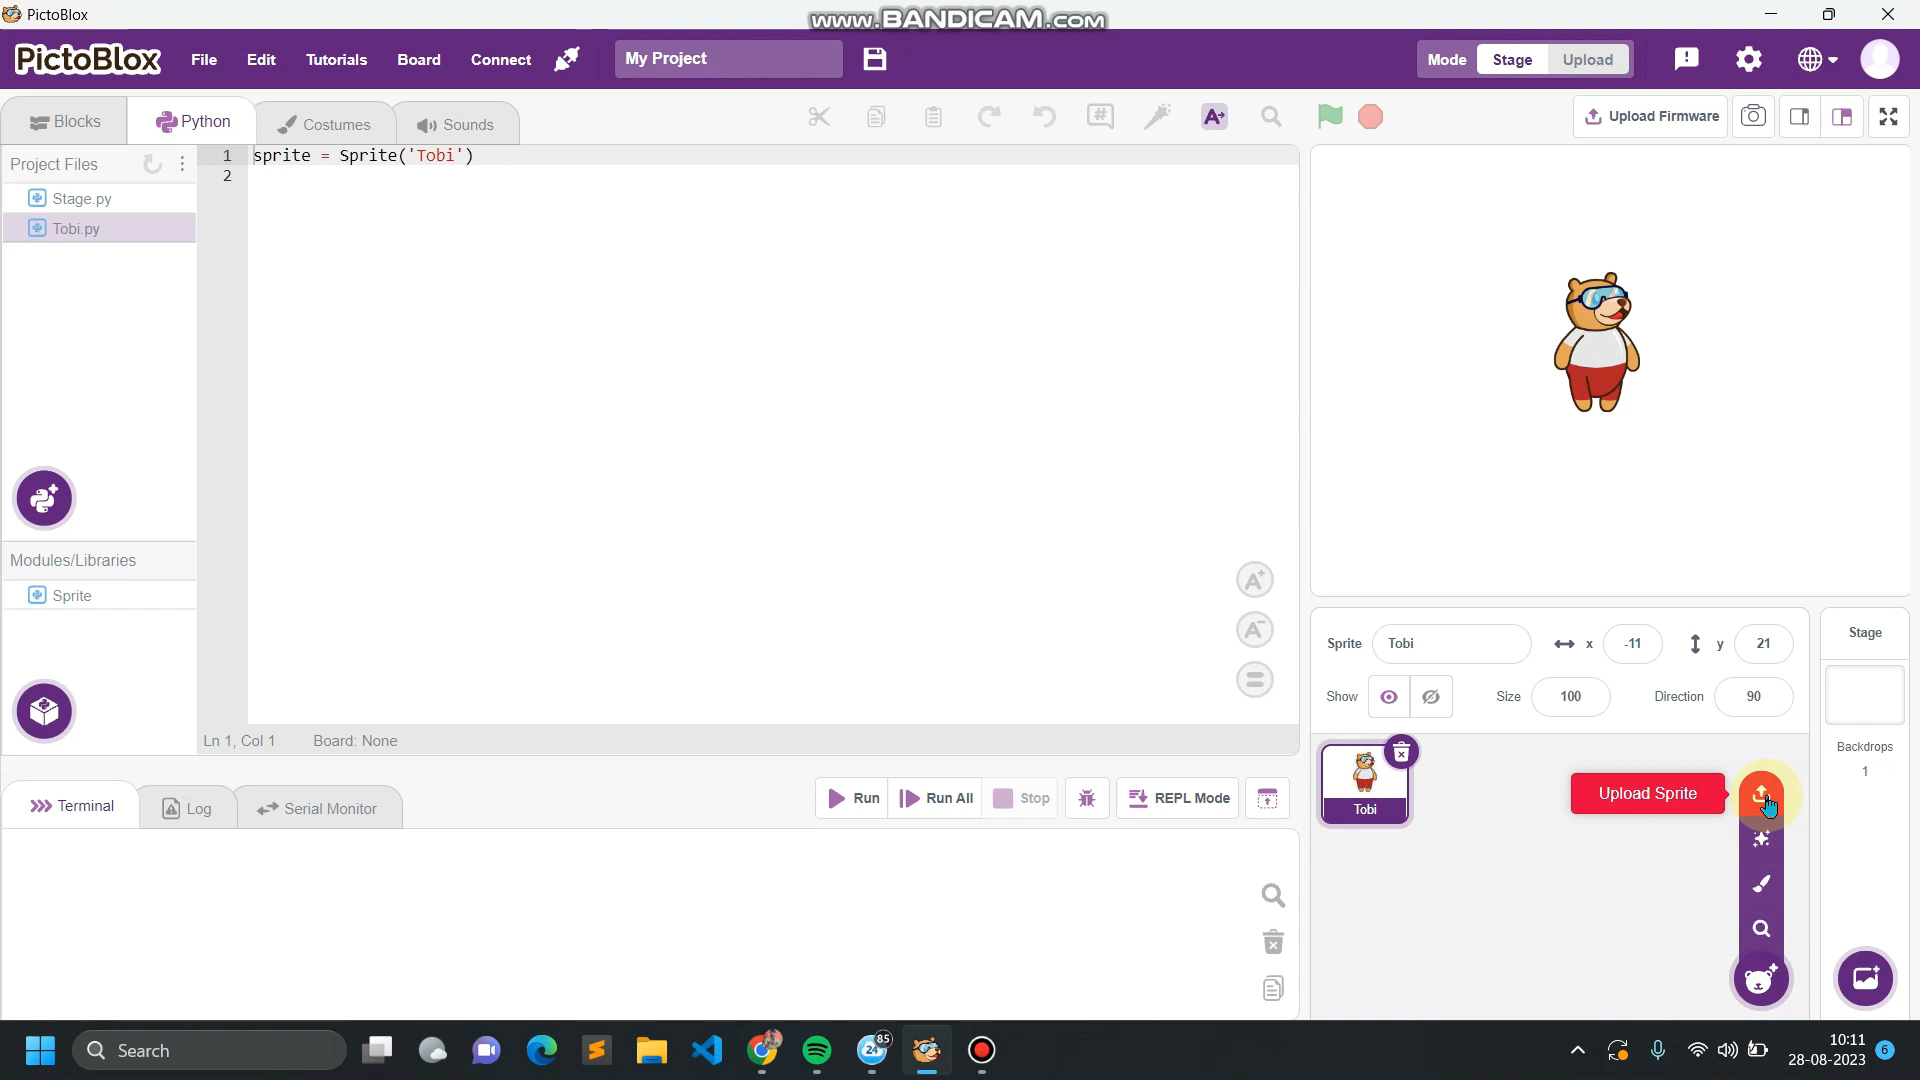 PictoBlox
www.BANDICAM.com
PictoBlox
File
Edit
Tutorials
Board
Connect
My Project
Mode
Stage
Upload
Blocks
Python
Costumes
Sounds
Upload Firmware
Project Files
Stage.py
Tobi.py
1 sprite = Sprite('Tobi')
2
Modules/Libraries
Sprite
Ln 1, Col 1
Board: None
Sprite
Tobi
x
-11
y
21
Show
Size
100
Direction
90
Stage
Backdrops
1
Tobi
Upload Sprite
Terminal
Log
Serial Monitor
Run
Run All
Stop
REPL Mode
Search
85
24
10:11
28-08-2023
6